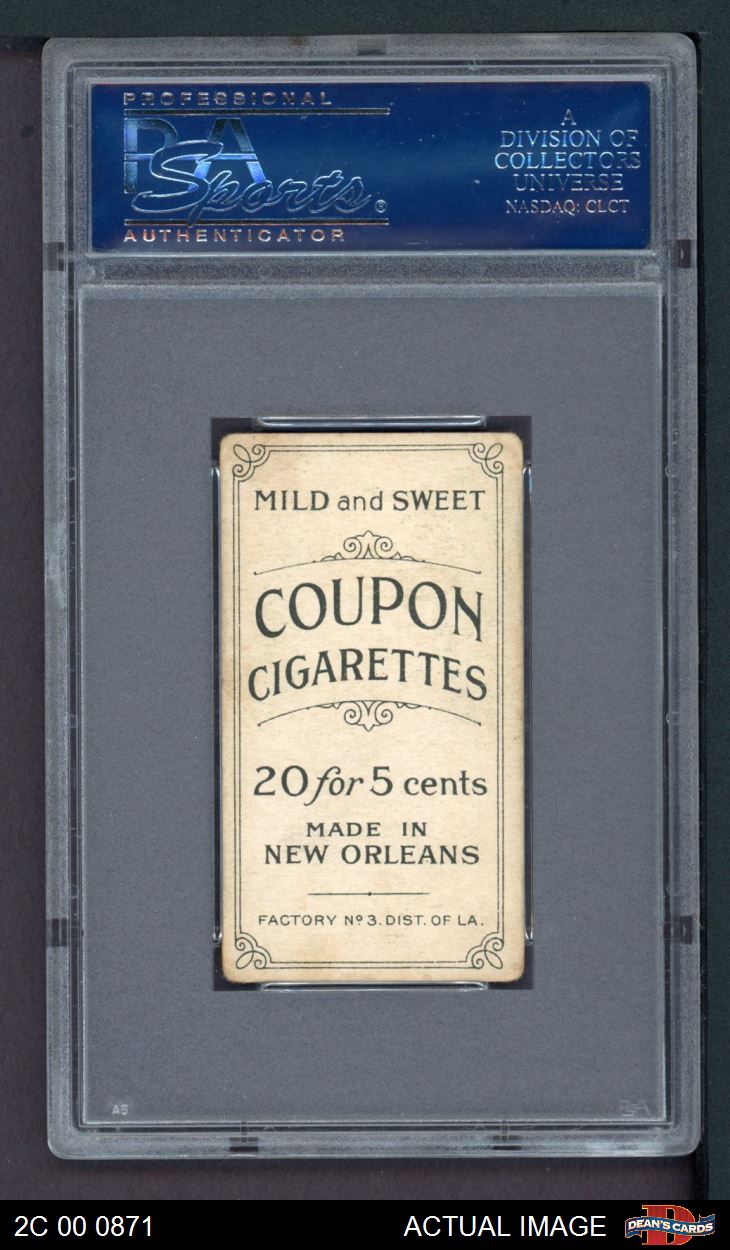 PROFESSIONAL
PSA
Sports®
AUTHENTICATOR
A
DIVISION OF
COLLECTORS
UNIVERSE
NASDAQ: CLCT
MILD and SWEET
COUPON
CIGARETTES
20 for 5 cents
MADE IN
NEW ORLEANS
FACTORY Nº 3. DIST. OF LA.
2C 00 0871
ACTUAL IMAGE
DEAN'S CARDS